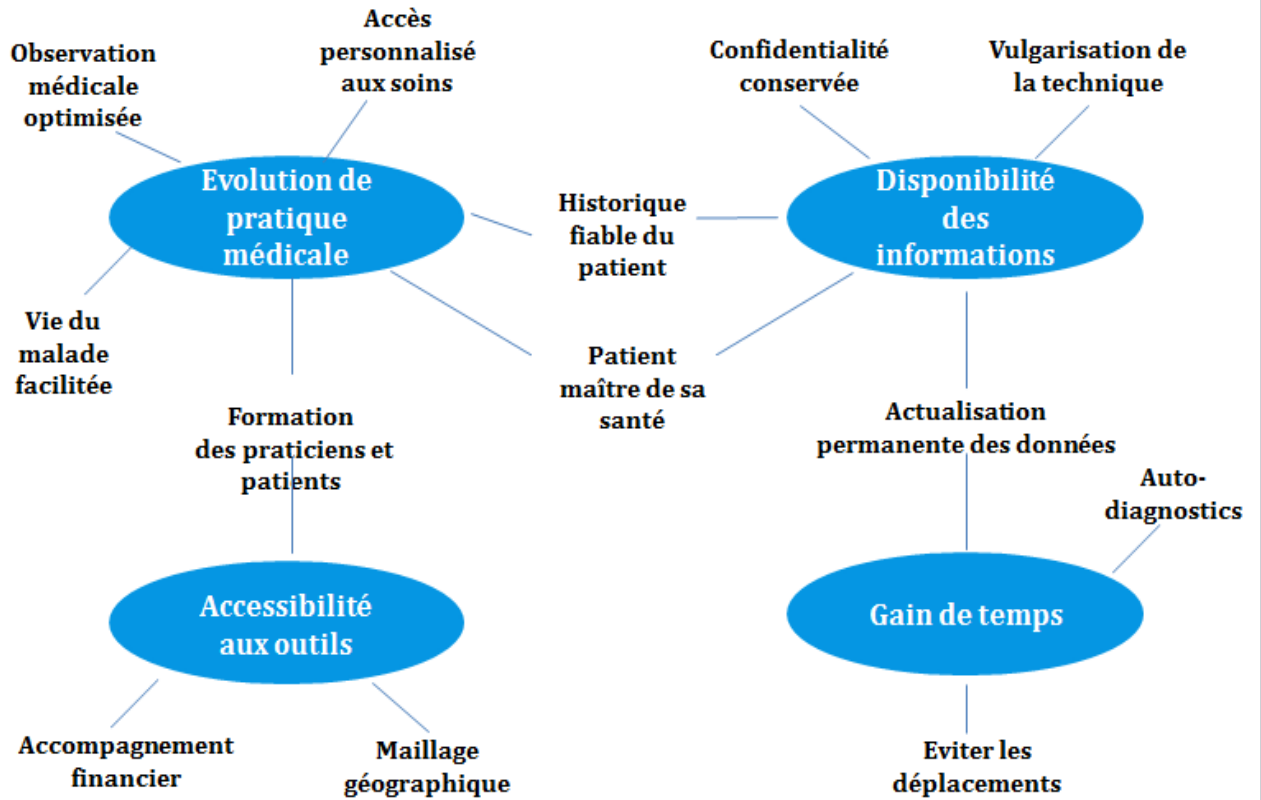 Observation
médicale
optimisée
Accès
personnalisé
aux soins
Confidentialité
conservée
Vulgarisation de
la technique
Evolution de
pratique
médicale
Historique
fiable du
patient
Disponibilité
des
informations
Vie du
malade
facilitée
Patient
maître de sa
santé
Formation
des praticiens et
patients
Actualisation
permanente des données
Auto-
diagnostics
Accessibilité
aux outils
Gain de temps
Accompagnement
financier
Maillage
géographique
Eviter les
déplacements